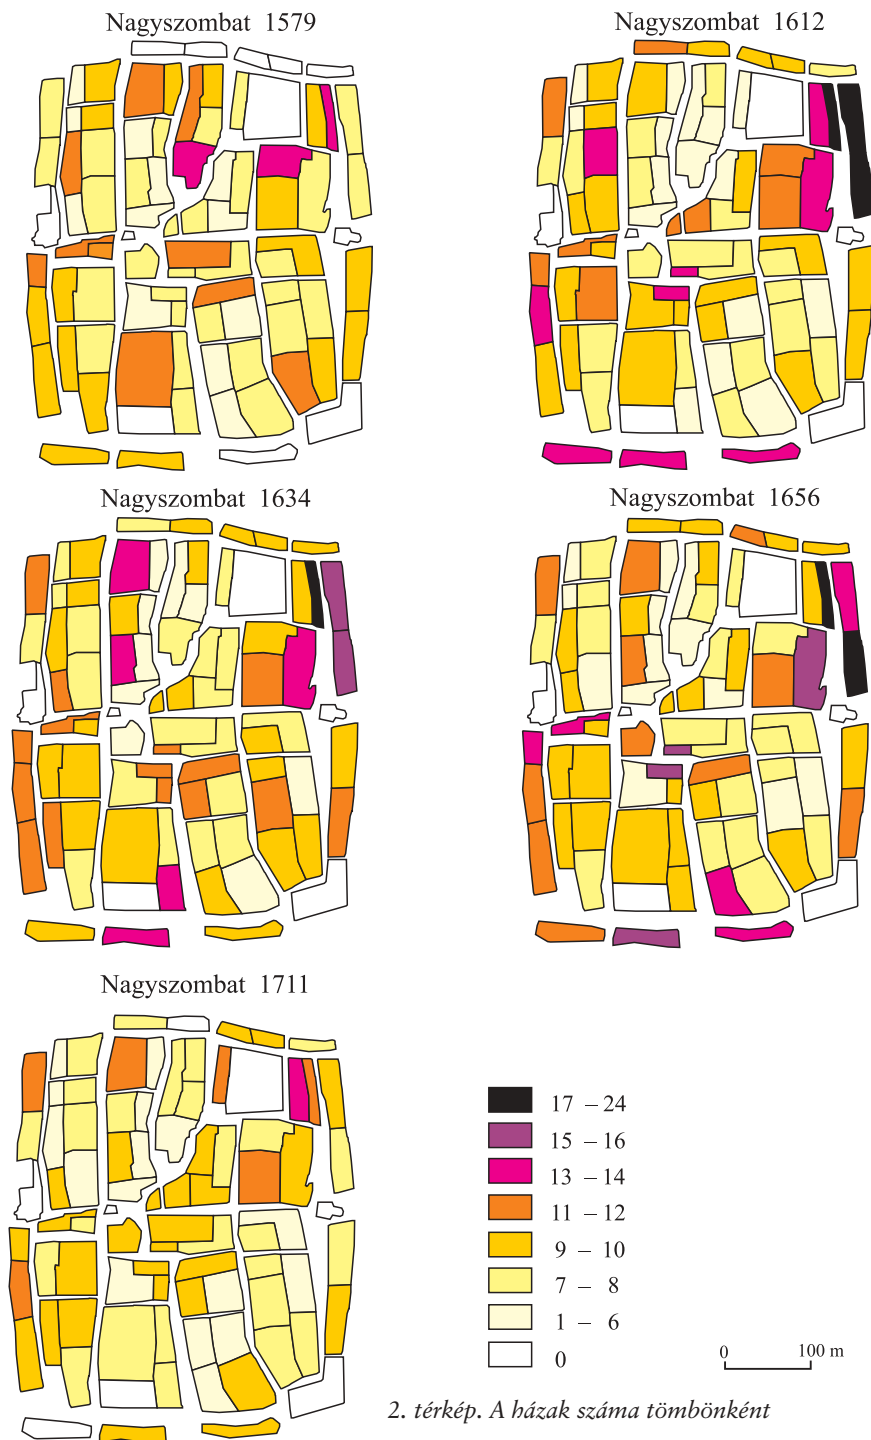 Nagyszombat 1579
Nagyszombat 1612
Nagyszombat 1634
Nagyszombat 1656
Nagyszombat 1711
17 – 24
15 – 16
13 – 14
11 – 12
9 – 10
7 – 8
1 – 6
0
0 100 m
2. térkép. A házak száma tömbönként